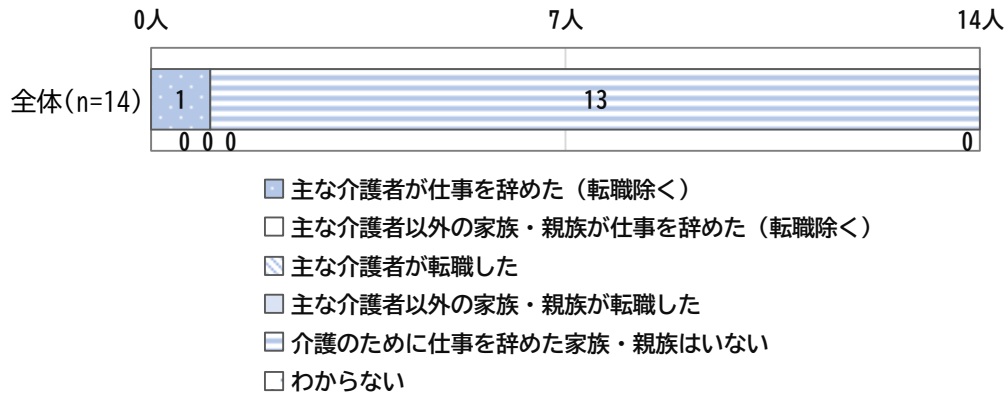 0人 7人 14人
全体(n=14) 1 13
0 0 0 0
主な介護者が仕事を辞めた（転職除く）
主な介護者以外の家族・親族が仕事を辞めた（転職除く）
主な介護者が転職した
主な介護者以外の家族・親族が転職した
介護のために仕事を辞めた家族・親族はいない
わからない